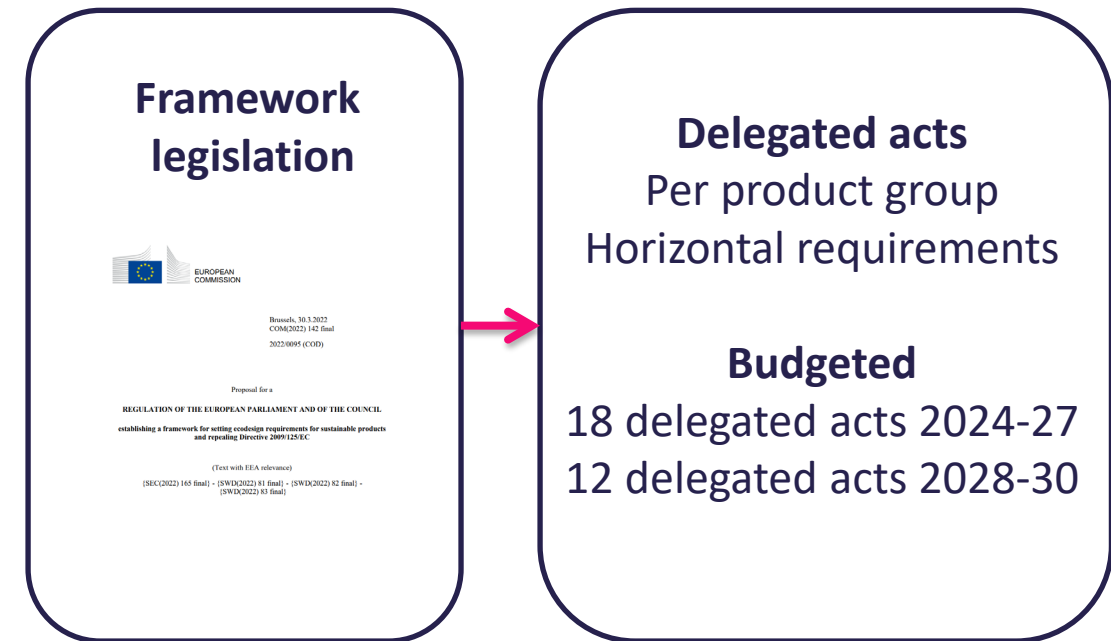 Framework
legislation
EUROPEAN
COMMISSION
Brussels, 30.3.2022
COM(2022) 142 final
2022/0095 (COD)
Proposal for a
REGULATION OF THE EUROPEAN PARLIAMENT AND OF THE COUNCIL
establishing a framework for setting ecodesign requirements for sustainable products
and repealing Directive 2009/125/EC
(Text with EEA relevance)
{SEC(2022) 165 final} - {SWD(2022) 81 final} - {SWD(2022) 82 final} -
{SWD(2022) 83 final}
Delegated acts
Per product group
Horizontal requirements
Budgeted
18 delegated acts 2024-27
12 delegated acts 2028-30